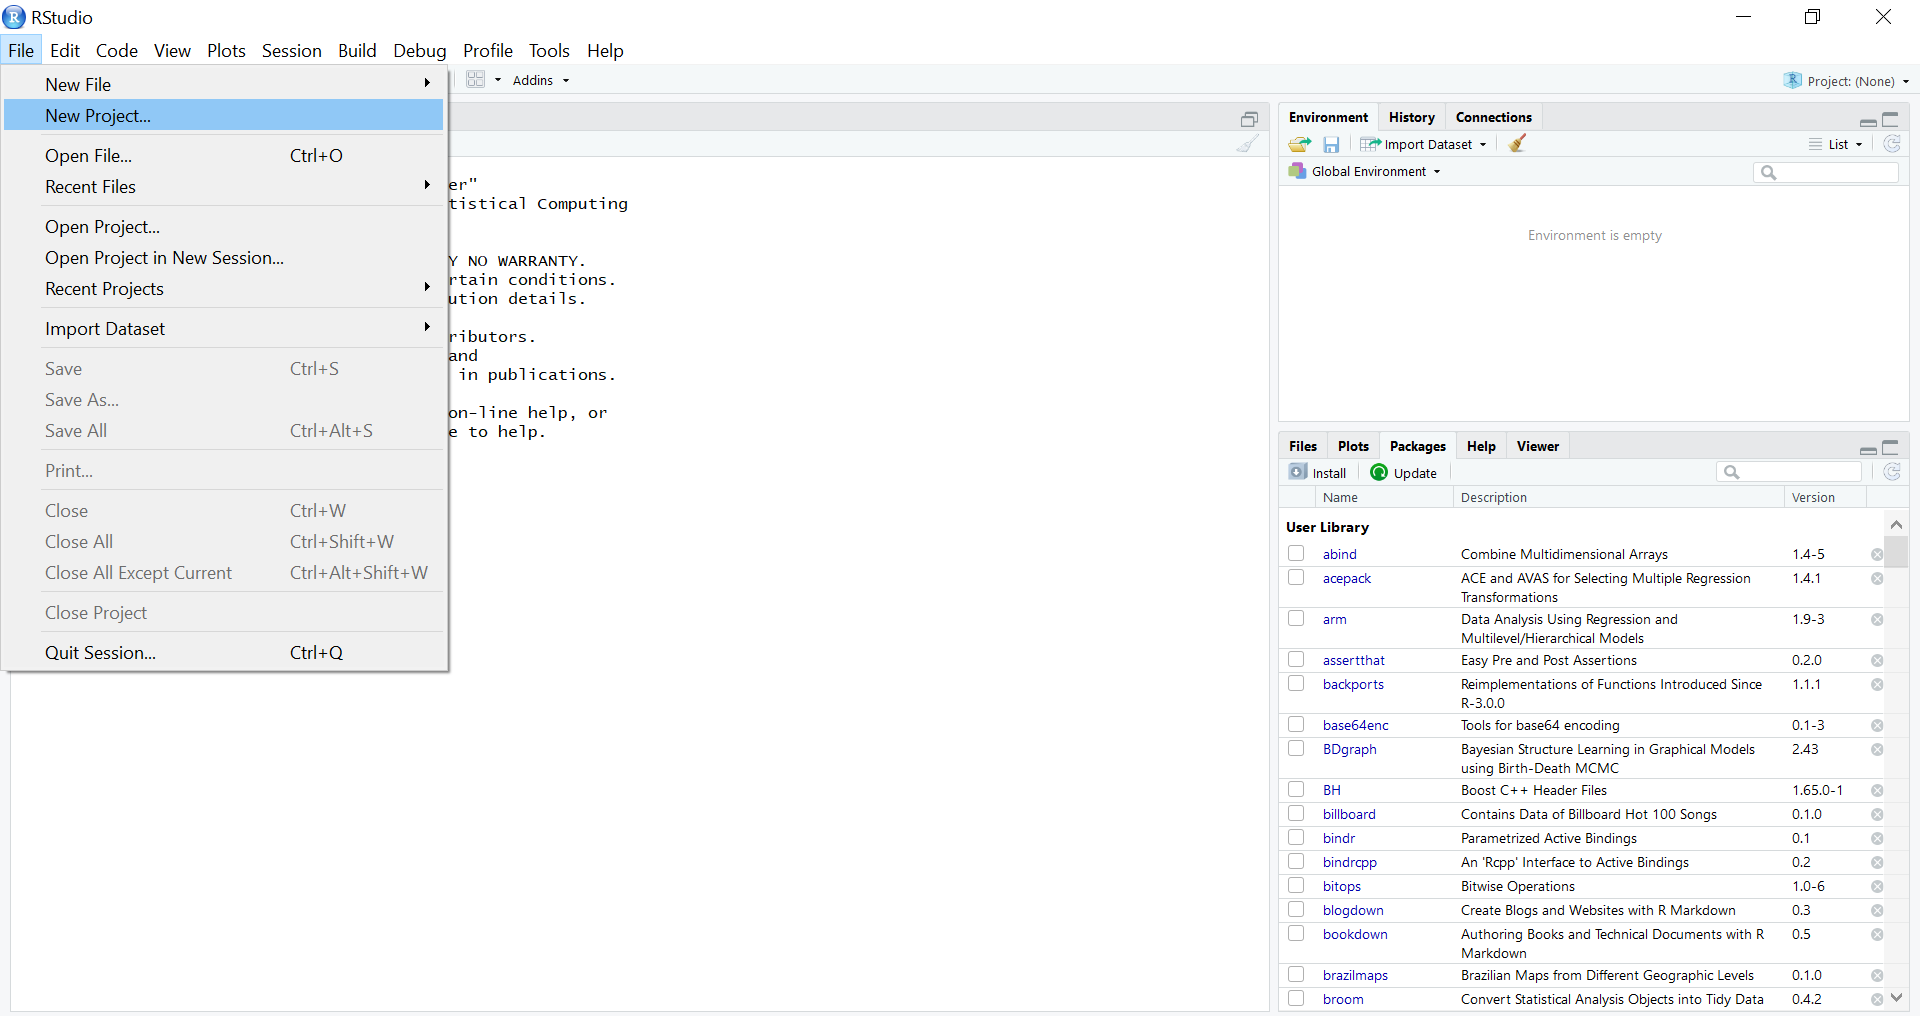 RStudio
File Edit Code View Plots Session Build Debug Profile Tools Help
Addins
Project: (None)
New File
New Project...
Open File... Ctrl+O
Recent Files
Open Project...
Open Project in New Session...
Recent Projects
Import Dataset
Save Ctrl+S
Save As...
Save All Ctrl+Alt+S
Print...
Close Ctrl+W
Close All Ctrl+Shift+W
Close All Except Current Ctrl+Alt+Shift+W
Close Project
Quit Session... Ctrl+Q
er"
tistical Computing
Y NO WARRANTY.
rtain conditions.
ution details.
ributors.
and
in publications.
on-line help, or
e to help.
Environment History Connections
Import Dataset List
Global Environment
Environment is empty
Files Plots Packages Help Viewer
Install Update
Name Description Version
User Library
abind Combine Multidimensional Arrays 1.4-5
acepack ACE and AVAS for Selecting Multiple Regression 1.4.1
Transformations
arm Data Analysis Using Regression and 1.9-3
Multilevel/Hierarchical Models
assertthat Easy Pre and Post Assertions 0.2.0
backports Reimplementations of Functions Introduced Since 1.1.1
R-3.0.0
base64enc Tools for base64 encoding 0.1-3
BDgraph Bayesian Structure Learning in Graphical Models 2.43
using Birth-Death MCMC
BH Boost C++ Header Files 1.65.0-1
billboard Contains Data of Billboard Hot 100 Songs 0.1.0
bindr Parametrized Active Bindings 0.1
bindrcpp An 'Rcpp' Interface to Active Bindings 0.2
bitops Bitwise Operations 1.0-6
blogdown Create Blogs and Websites with R Markdown 0.3
bookdown Authoring Books and Technical Documents with R 0.5
Markdown
brazilmaps Brazilian Maps from Different Geographic Levels 0.1.0
broom Convert Statistical Analysis Objects into Tidy Data 0.4.2